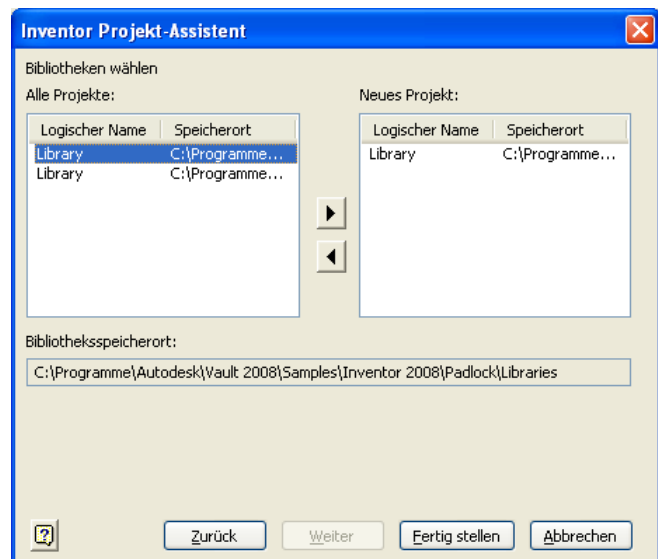 Inventor Projekt-Assistent
Bibliotheken wählen
Alle Projekte:
Neues Projekt:
Logischer Name Speicherort
Library C:\Programme...
Library C:\Programme...
Logischer Name Speicherort
Library C:\Programme...
Bibliotheksspeicherort:
C:\Programme\Autodesk\Vault 2008\Samples\Inventor 2008\Padlock\Libraries
? Zurück Weiter Fertig stellen Abbrechen